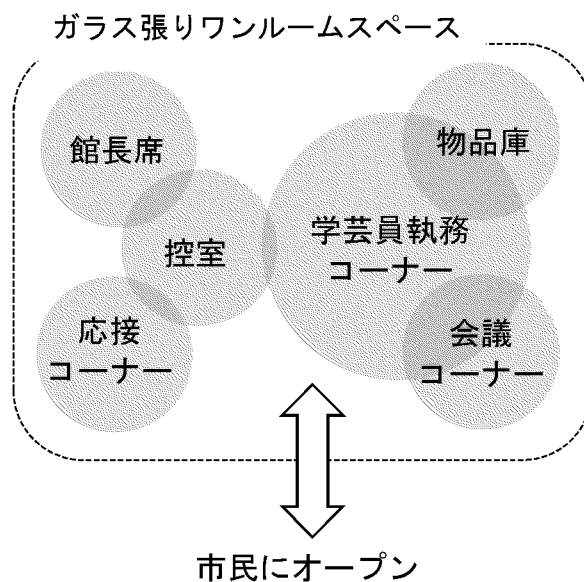 ガラス張りワンルームスペース
館長席
物品庫
控室
学芸員執務
コーナー
応接
コーナー
会議
コーナー
市民にオープン